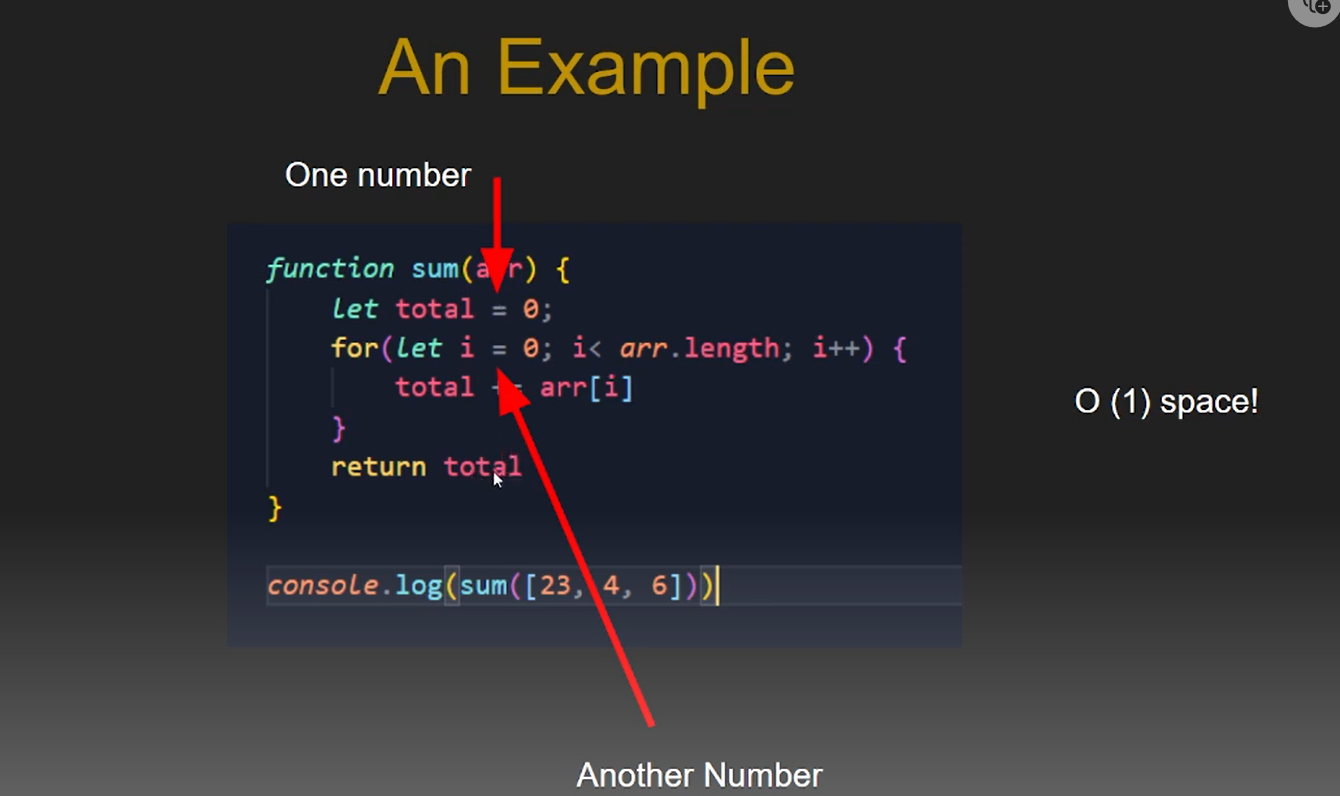 An Example
One number
function sum(arr) {
let total = 0;
for(let i = 0; i< arr.length; i++) {
total += arr[i]
}
return total
}
O (1) space!
console.log(sum([23, 4, 6]))
Another Number